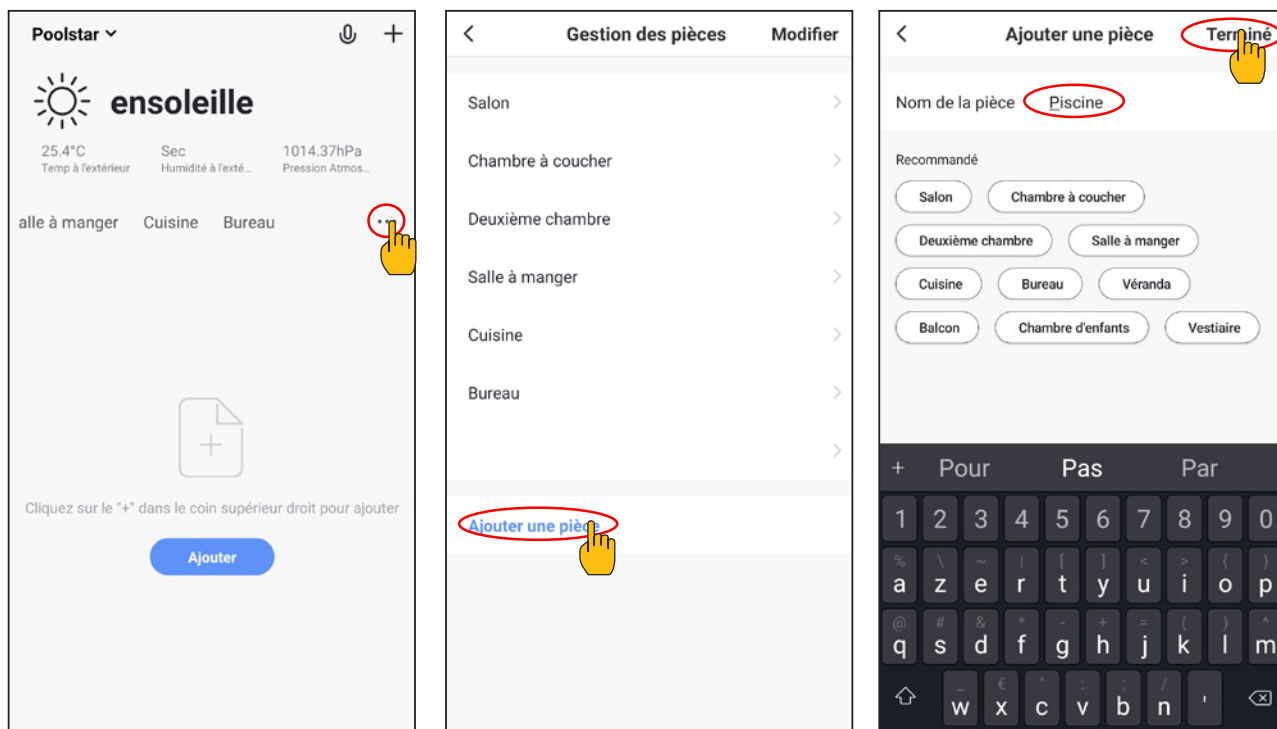 Poolstar
ensoleille
25.4°C Sec 1014.37hPa
Temp à l'extérieur Humidité à l'exté... Pression Atmos...
alle à manger Cuisine Bureau
Cliquez sur le "+" dans le coin supérieur droit pour ajouter
Ajouter
Gestion des pièces Modifier
Salon
Chambre à coucher
Deuxième chambre
Salle à manger
Cuisine
Bureau
Ajouter une pièce
Ajouter une pièce Terminé
Nom de la pièce Piscine
Recommandé
Salon Chambre à coucher
Deuxième chambre Salle à manger
Cuisine Bureau Véranda
Balcon Chambre d'enfants Vestiaire
+ Pour Pas Par
1 2 3 4 5 6 7 8 9 0
% \ ~ | [ ] < > { }
a z e r t y u i o p
@ # & * - + = ( ) ^
q s d f g h j k l m
_ € " : ; /
w x c v b n '